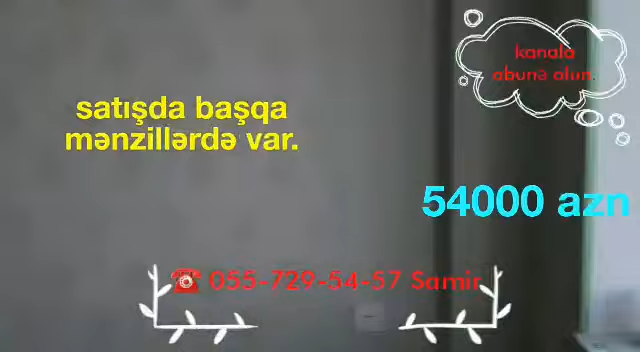 kanala
abunə olun.
satışda başqa
mənzillərdə var.
54000 azn
☎ 055-729-54-57 Samir